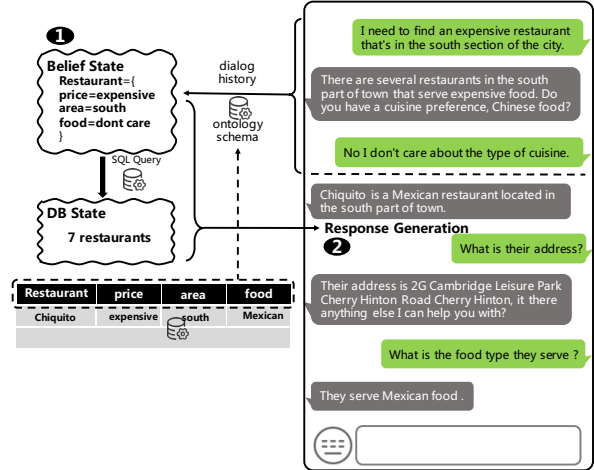 1
Belief State
Restaurant={
price=expensive
area=south
food=dont care
}
SQL Query
DB State
7 restaurants
dialog
history
ontology
schema
Restaurant price area food
Chiquito expensive south Mexican
I need to find an expensive restaurant
that's in the south section of the city.
There are several restaurants in the south
part of town that serve expensive food. Do
you have a cuisine preference, Chinese food?
No I don't care about the type of cuisine.
Chiquito is a Mexican restaurant located in
the south part of town.
Response Generation
2
What is their address?
Their address is 2G Cambridge Leisure Park
Cherry Hinton Road Cherry Hinton, it there
anything else I can help you with?
What is the food type they serve ?
They serve Mexican food .